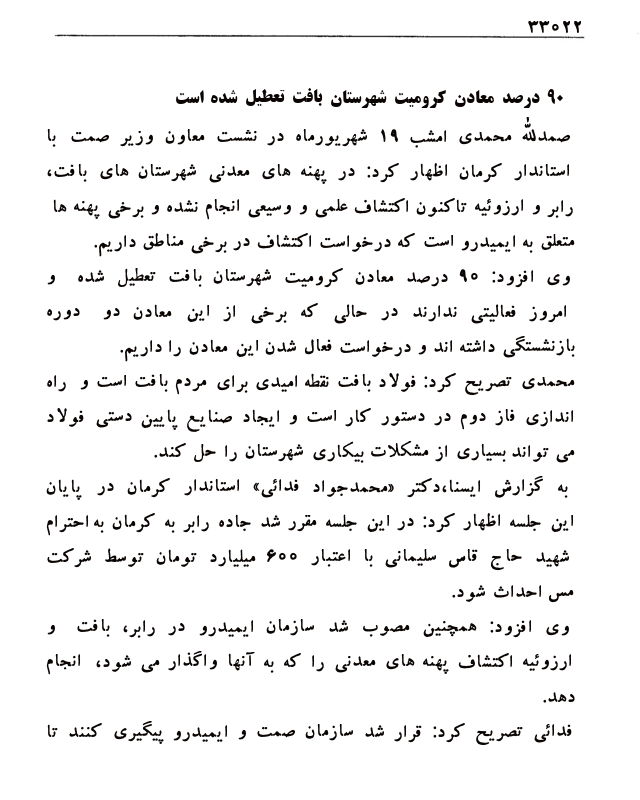 ۳۳۰۲۲
۹۰ درصد معادن کرومیت شهرستان بافت تعطیل شده است
صمدلله محمدی امشب ۱۹ شهریورماه در نشست معاون وزیر صمت با
استاندار کرمان اظهار کرد: در پهنه های معدنی شهرستان های بافت،
رابر و ارزوئیه تاکنون اکتشاف علمی و وسیعی انجام نشده و برخی پهنه ها
متعلق به ایمیدرو است که درخواست اکتشاف در برخی مناطق داریم.
وی افزود: ۹۰ درصد معادن کرومیت شهرستان بافت تعطیل شده و
امروز فعالیتی ندارند در حالی که برخی از این معادن دو دوره
بازنشستگی داشته اند و درخواست فعال شدن این معادن را داریم.
محمدی تصریح کرد: فولاد بافت نقطه امیدی برای مردم بافت است و راه
اندازی فاز دوم در دستور کار است و ایجاد صنایع پایین دستی فولاد
می تواند بسیاری از مشکلات بیکاری شهرستان را حل کند.
به گزارش ایسنا،دکتر «محمدجواد فدائی» استاندار کرمان در پایان
این جلسه اظهار کرد: در این جلسه مقرر شد جاده رابر به کرمان به احترام
شهید حاج قاس سلیمانی با اعتبار ۶۰۰ میلیارد تومان توسط شرکت
مس احداث شود.
وی افزود: همچنین مصوب شد سازمان ایمیدرو در رابر، بافت و
ارزوئیه اکتشاف پهنه های معدنی را که به آنها واگذار می شود، انجام
دهد.
فدائی تصریح کرد: قرار شد سازمان صمت و ایمیدرو پیگیری کنند تا